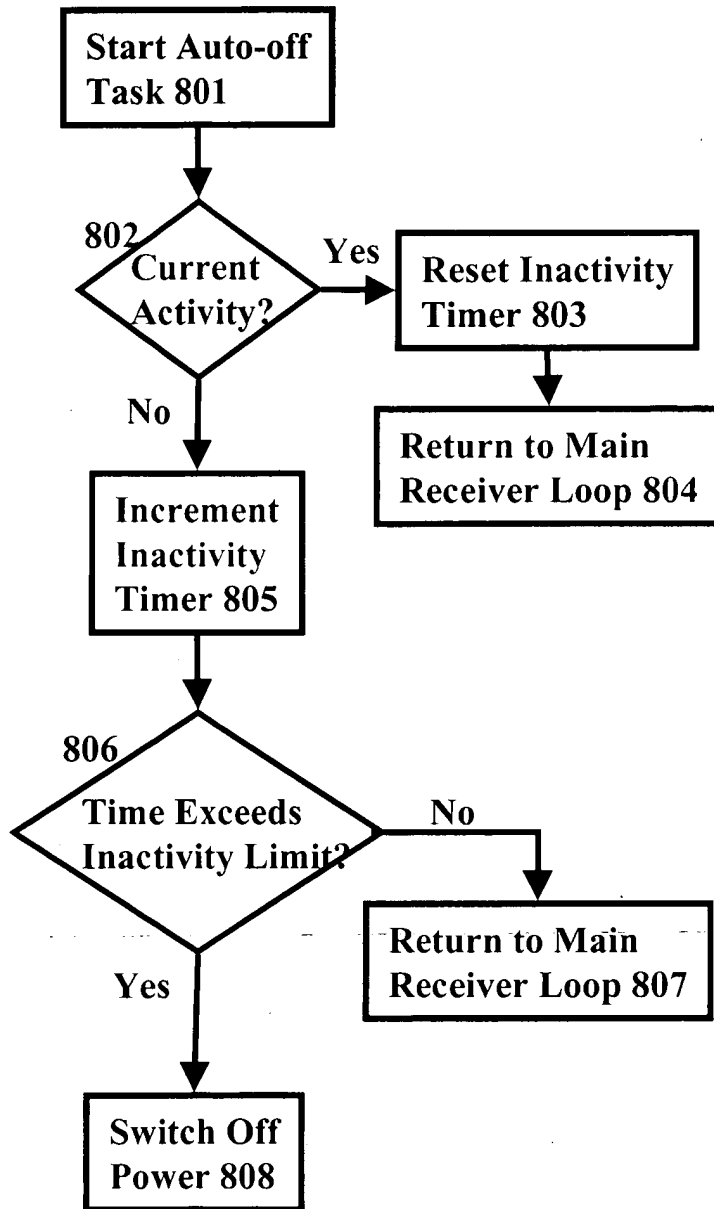 Start Auto-off
Task 801
802
Current
Activity?
Yes
Reset Inactivity
Timer 803
Return to Main
Receiver Loop 804
No
Increment
Inactivity
Timer 805
806
Time Exceeds
Inactivity Limit?
No
Return to Main
Receiver Loop 807
Yes
Switch Off
Power 808